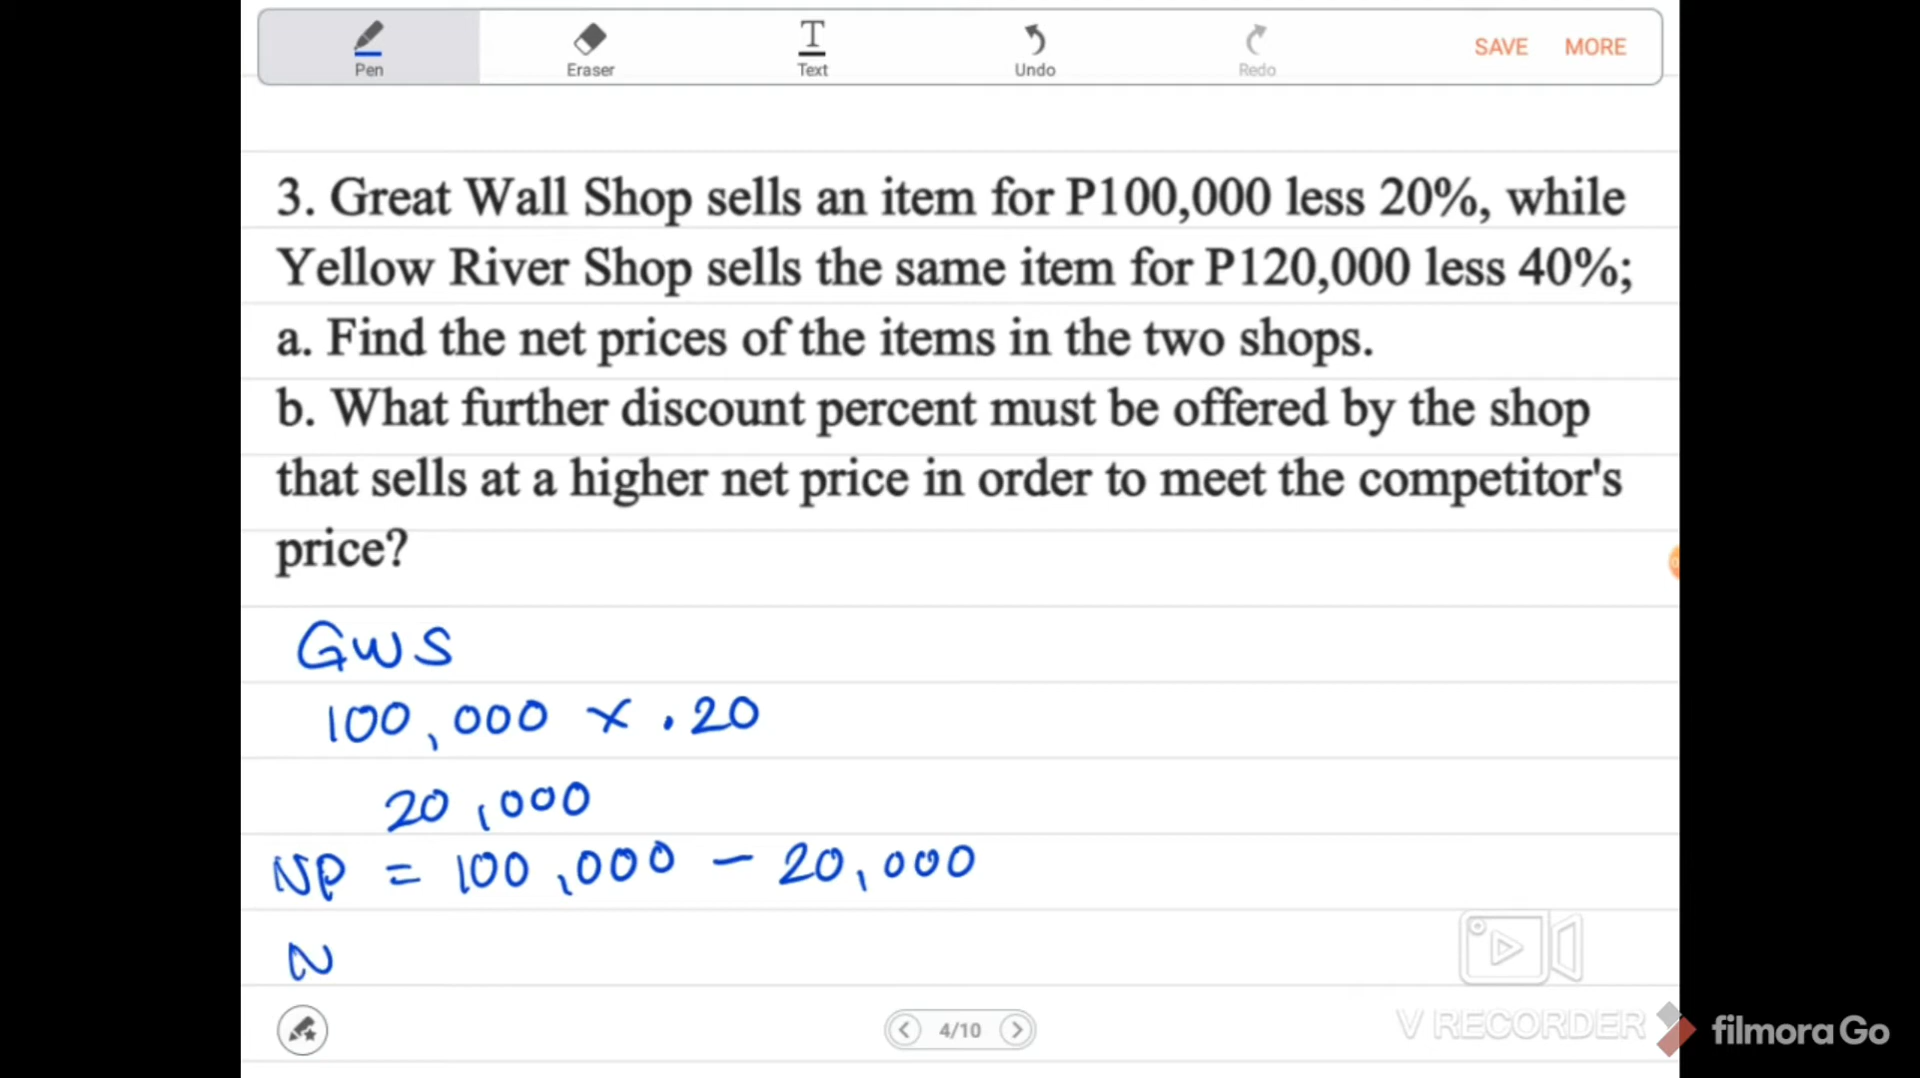 Pen Eraser Text Undo Redo SAVE MORE
3. Great Wall Shop sells an item for P100,000 less 20%, while
Yellow River Shop sells the same item for P120,000 less 40%;
a. Find the net prices of the items in the two shops.
b. What further discount percent must be offered by the shop
that sells at a higher net price in order to meet the competitor's
price?
GWS
100,000 x .20
20,000
NP = 100,000 - 20,000
N
4/10
V RECORDER
filmoraGo